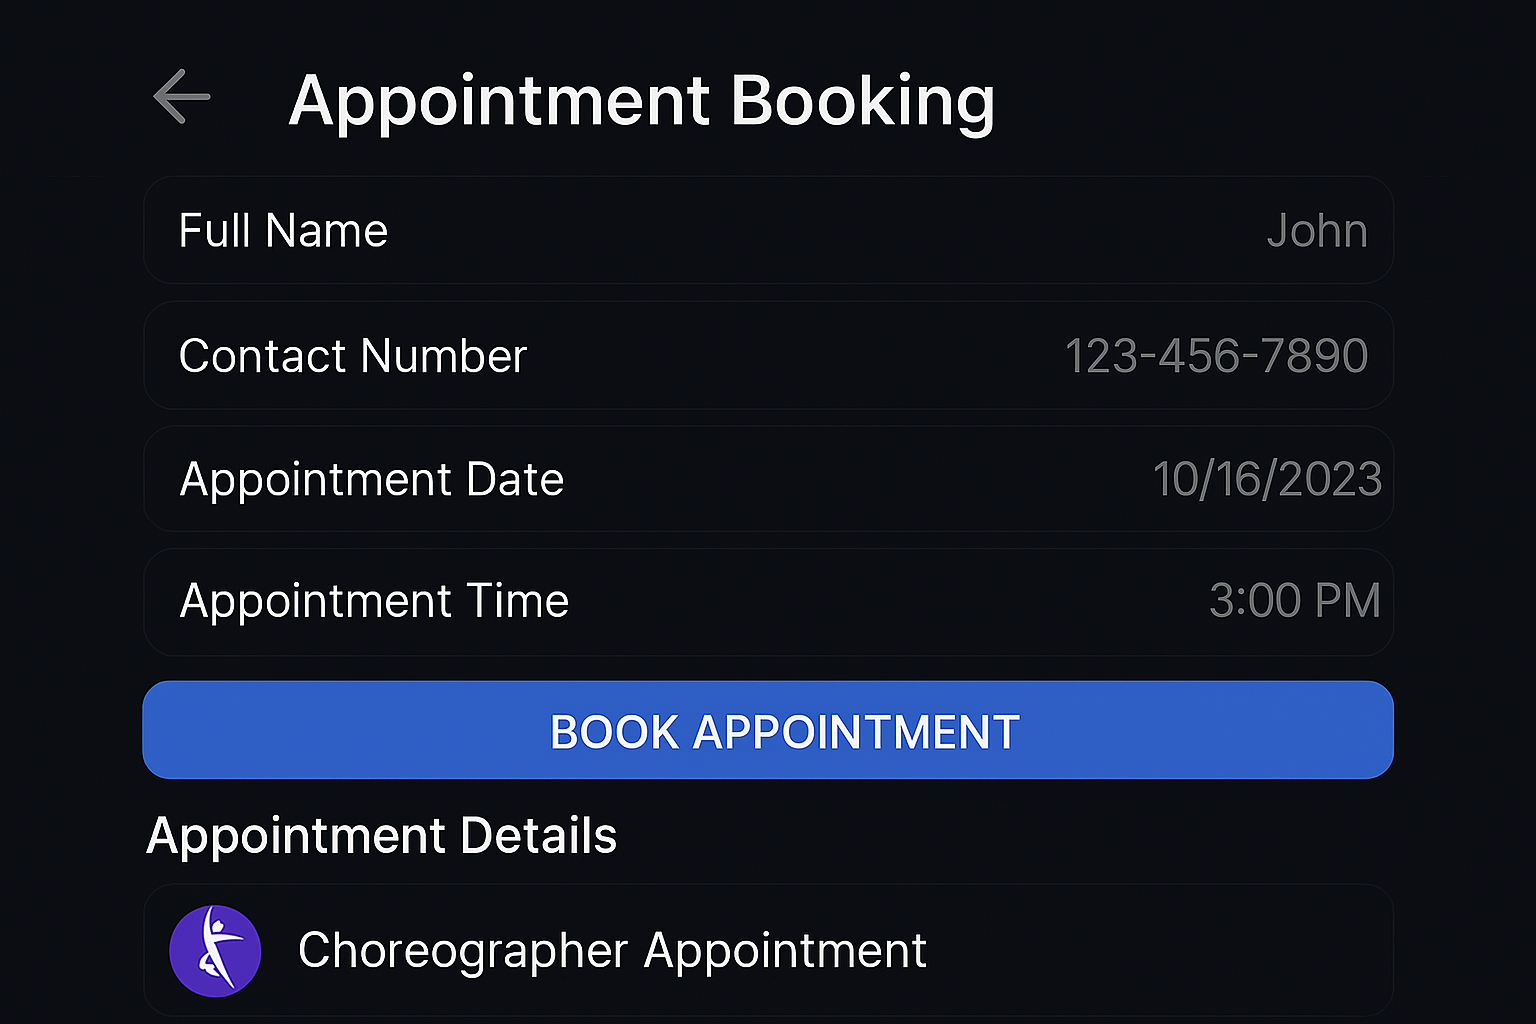 Appointment Booking
Full Name John
Contact Number 123-456-7890
Appointment Date 10/16/2023
Appointment Time 3:00 PM
BOOK APPOINTMENT
Appointment Details
Choreographer Appointment